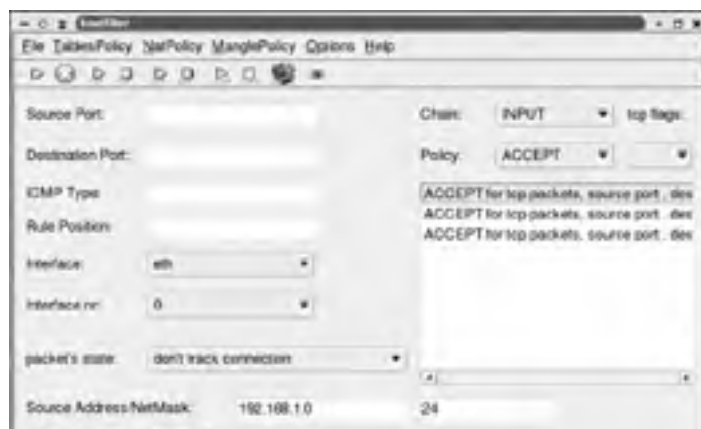 knetfilter
File TablesPolicy NatPolicy ManglePolicy Options Help
Source Port:
Chain: INPUT tcp flags:
Destination Port:
Policy: ACCEPT
ICMP Type:
ACCEPT for tcp packets, source port , des
Rule Position:
ACCEPT for tcp packets, source port , des
ACCEPT for tcp packets, source port , des
Interface: eth
Interface nr: 0
packet's state: don't track connection
Source Address/NetMask: 192.168.1.0 24